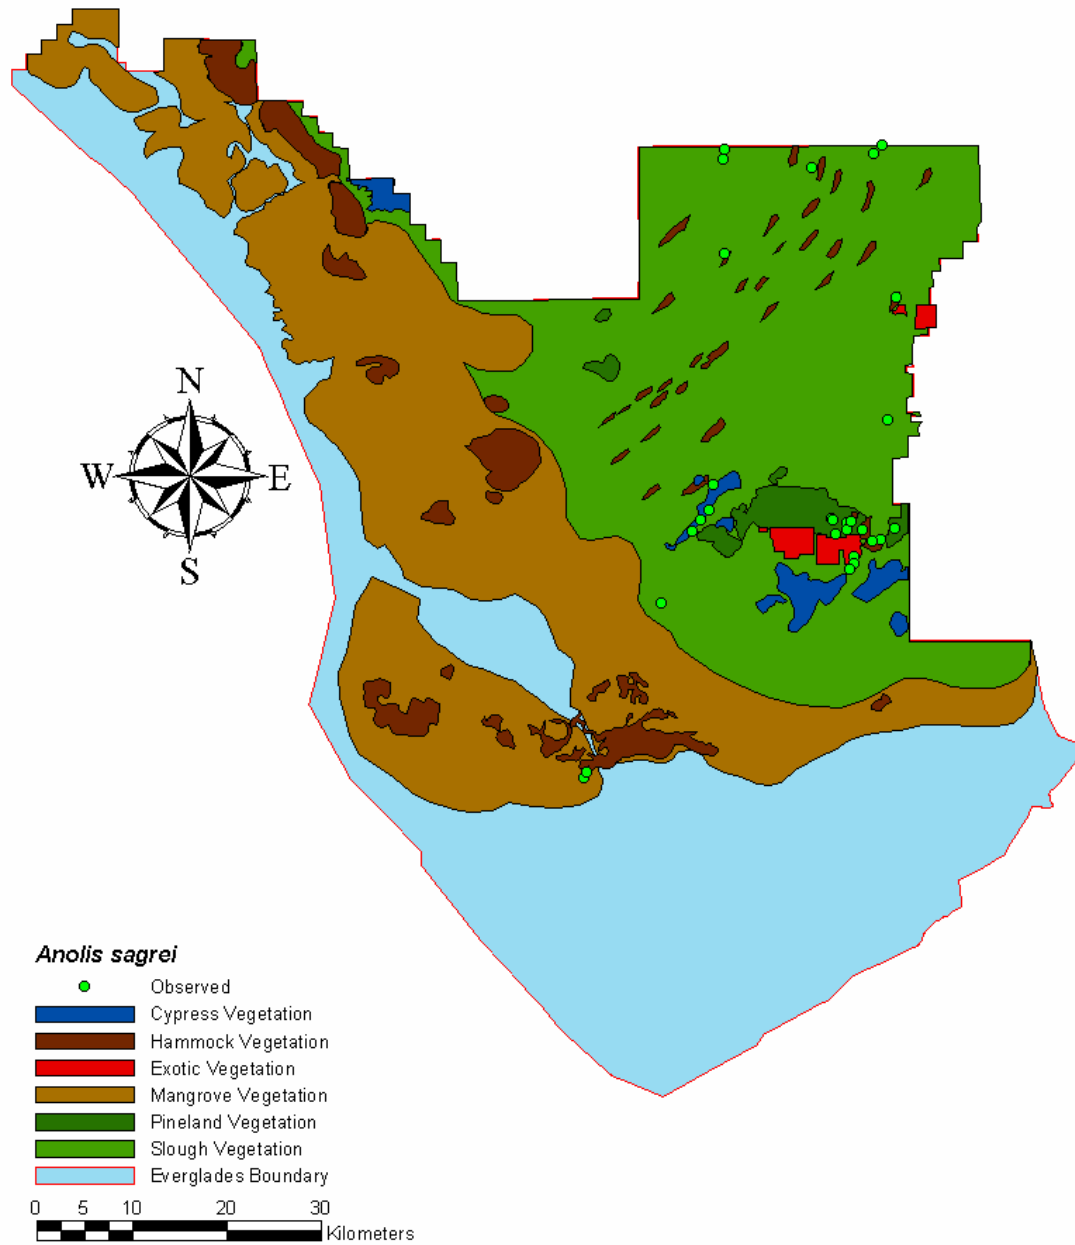 N
W E
S
Anolis sagrei
Observed
Cypress Vegetation
Hammock Vegetation
Exotic Vegetation
Mangrove Vegetation
Pineland Vegetation
Slough Vegetation
Everglades Boundary
0 5 10 20 30
Kilometers